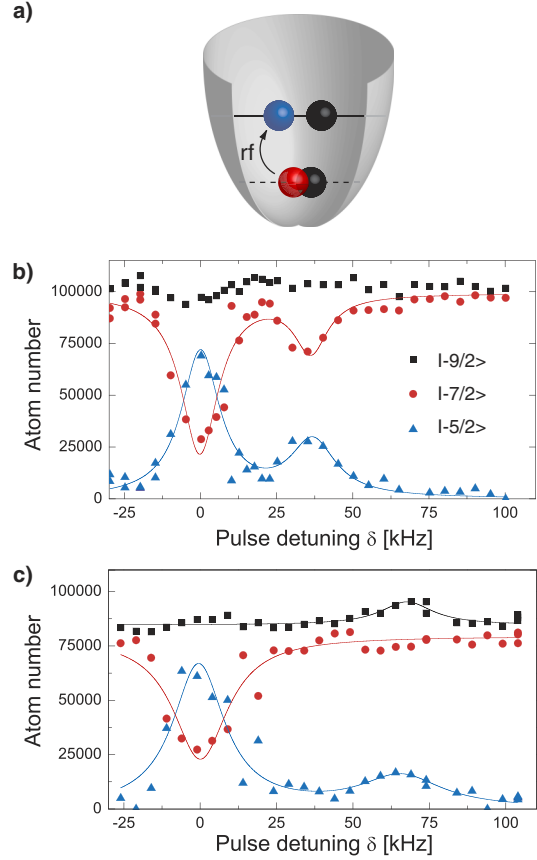 a)
rf
b)
Atom number
100000
75000
50000
25000
0
I-9/2>
I-7/2>
I-5/2>
-25 0 25 50 75 100
Pulse detuning δ [kHz]
c)
Atom number
100000
75000
50000
25000
0
-25 0 25 50 75 100
Pulse detuning δ [kHz]